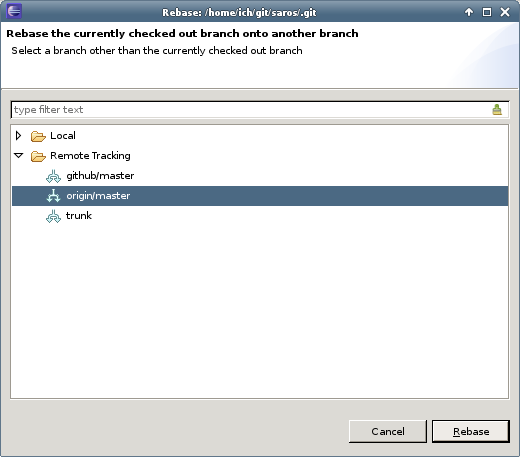 Rebase: /home/ich/git/saros/.git
Rebase the currently checked out branch onto another branch
Select a branch other than the currently checked out branch
type filter text
Local
Remote Tracking
github/master
origin/master
trunk
Cancel
Rebase